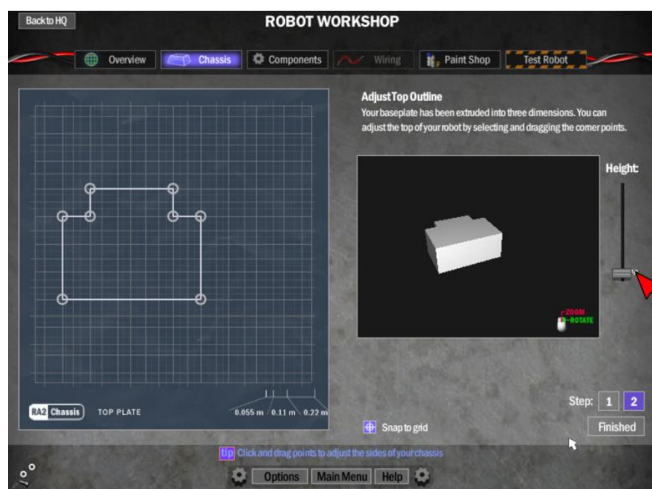 Back to HQ
ROBOT WORKSHOP
Overview
Chassis
Components
Wiring
Paint Shop
Test Robot
Adjust Top Outline
Your baseplate has been extruded into three dimensions. You can
adjust the top of your robot by selecting and dragging the corner points.
Height:
-ZOOM
-ROTATE
RA2 Chassis
TOP PLATE
0.055 m
0.11 m
0.22 m
Snap to grid
Step:
1
2
Finished
tip Click and drag points to adjust the sides of your chassis
Options
Main Menu
Help